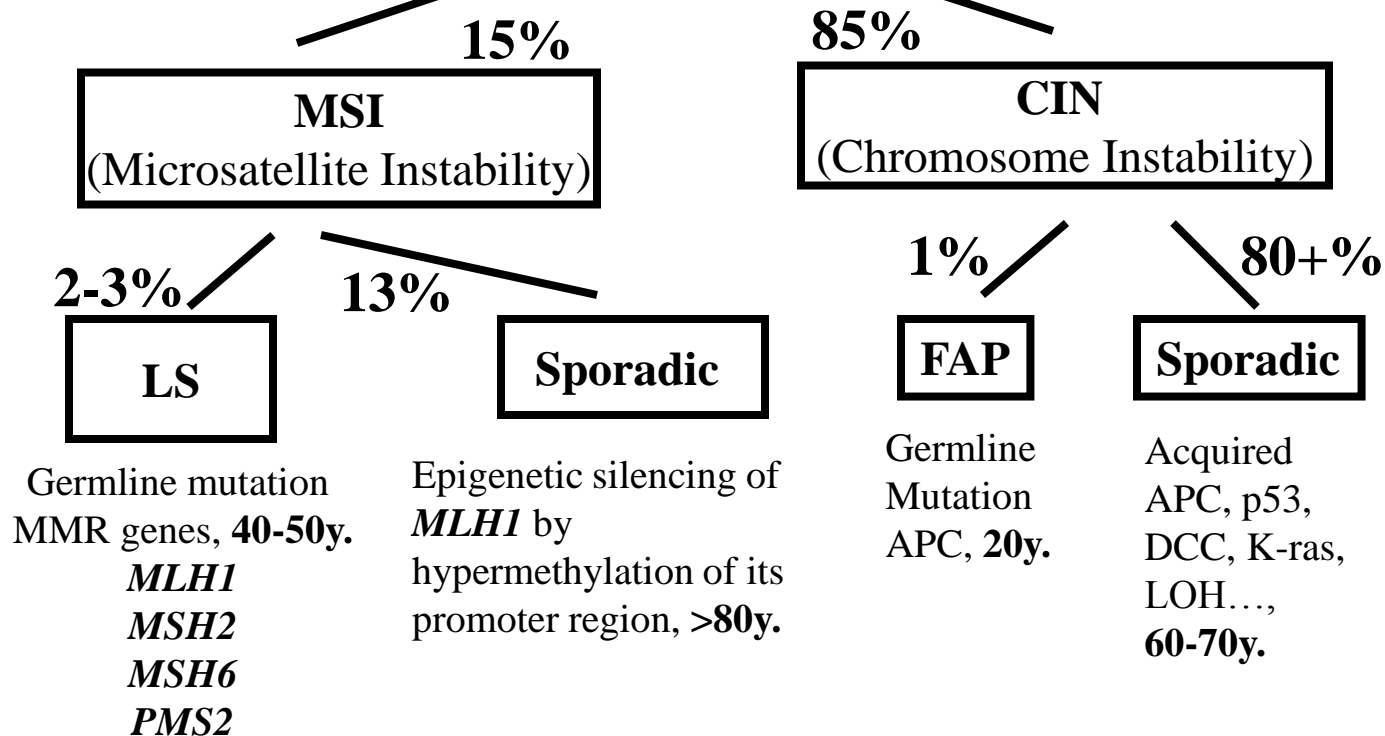 15%
85%
MSI
(Microsatellite Instability)
CIN
(Chromosome Instability)
2-3%
13%
1%
80+%
LS
Sporadic
FAP
Sporadic
Germline mutation
MMR genes, 40-50y.
MLH1
MSH2
MSH6
PMS2
Epigenetic silencing of
MLH1 by
hypermethylation of its
promoter region, >80y.
Germline
Mutation
APC, 20y.
Acquired
APC, p53,
DCC, K-ras,
LOH…,
60-70y.